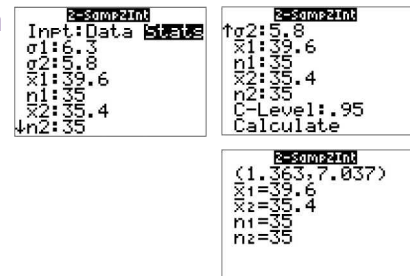 2-SampZInt
Inpt:Data Stats
σ1:6.3
σ2:5.8
x̄1:39.6
n1:35
x̄2:35.4
↓n2:35
2-SampZInt
↑σ2:5.8
x̄1:39.6
n1:35
x̄2:35.4
n2:35
C-Level:.95
Calculate
2-SampZInt
(1.363,7.037)
x̄1=39.6
x̄2=35.4
n1=35
n2=35